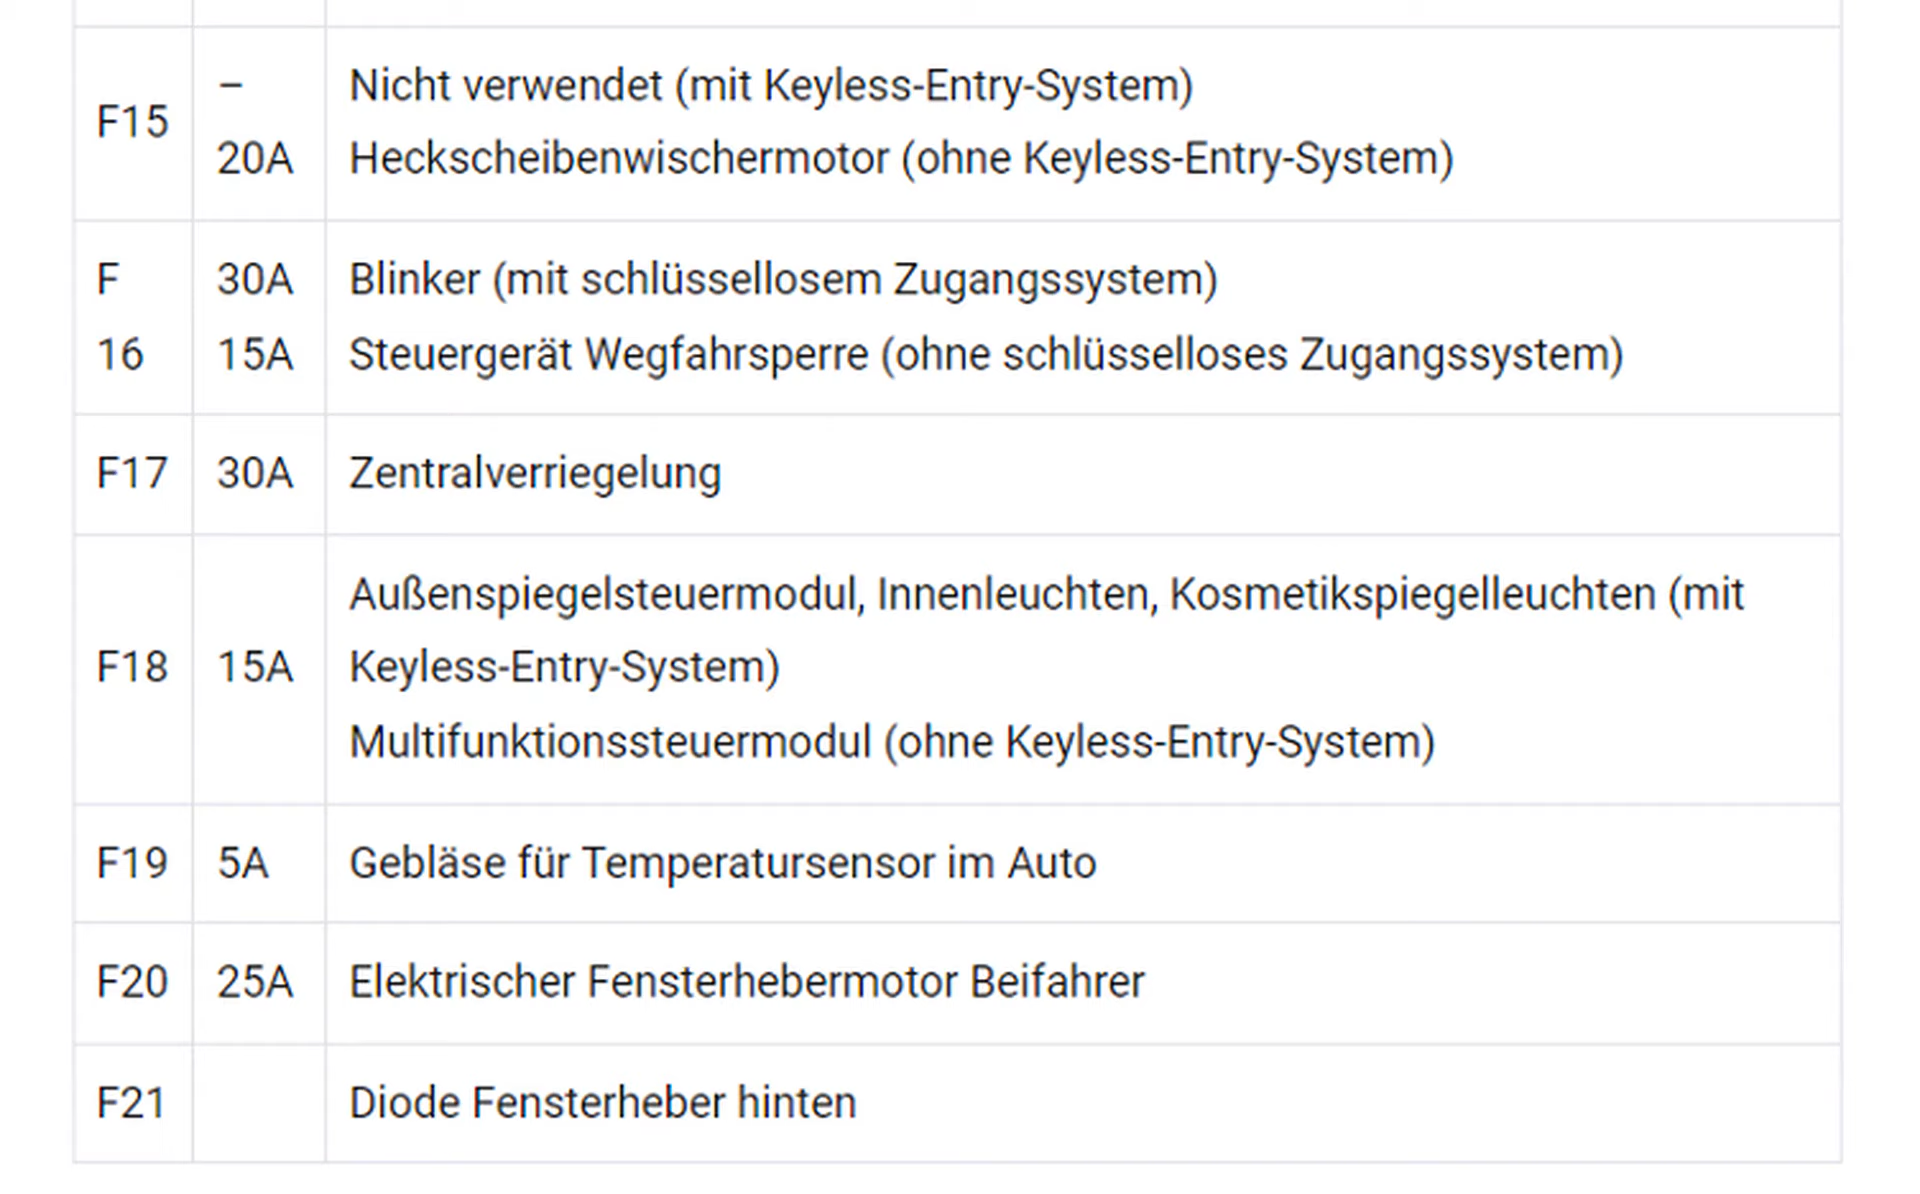 F15
–
20A
Nicht verwendet (mit Keyless-Entry-System)
Heckscheibenwischermotor (ohne Keyless-Entry-System)
F
16
30A
15A
Blinker (mit schlüssellosem Zugangssystem)
Steuergerät Wegfahrsperre (ohne schlüsselloses Zugangssystem)
F17
30A
Zentralverriegelung
F18
15A
Außenspiegelsteuermodul, Innenleuchten, Kosmetikspiegelleuchten (mit
Keyless-Entry-System)
Multifunktionssteuermodul (ohne Keyless-Entry-System)
F19
5A
Gebläse für Temperatursensor im Auto
F20
25A
Elektrischer Fensterhebermotor Beifahrer
F21
Diode Fensterheber hinten